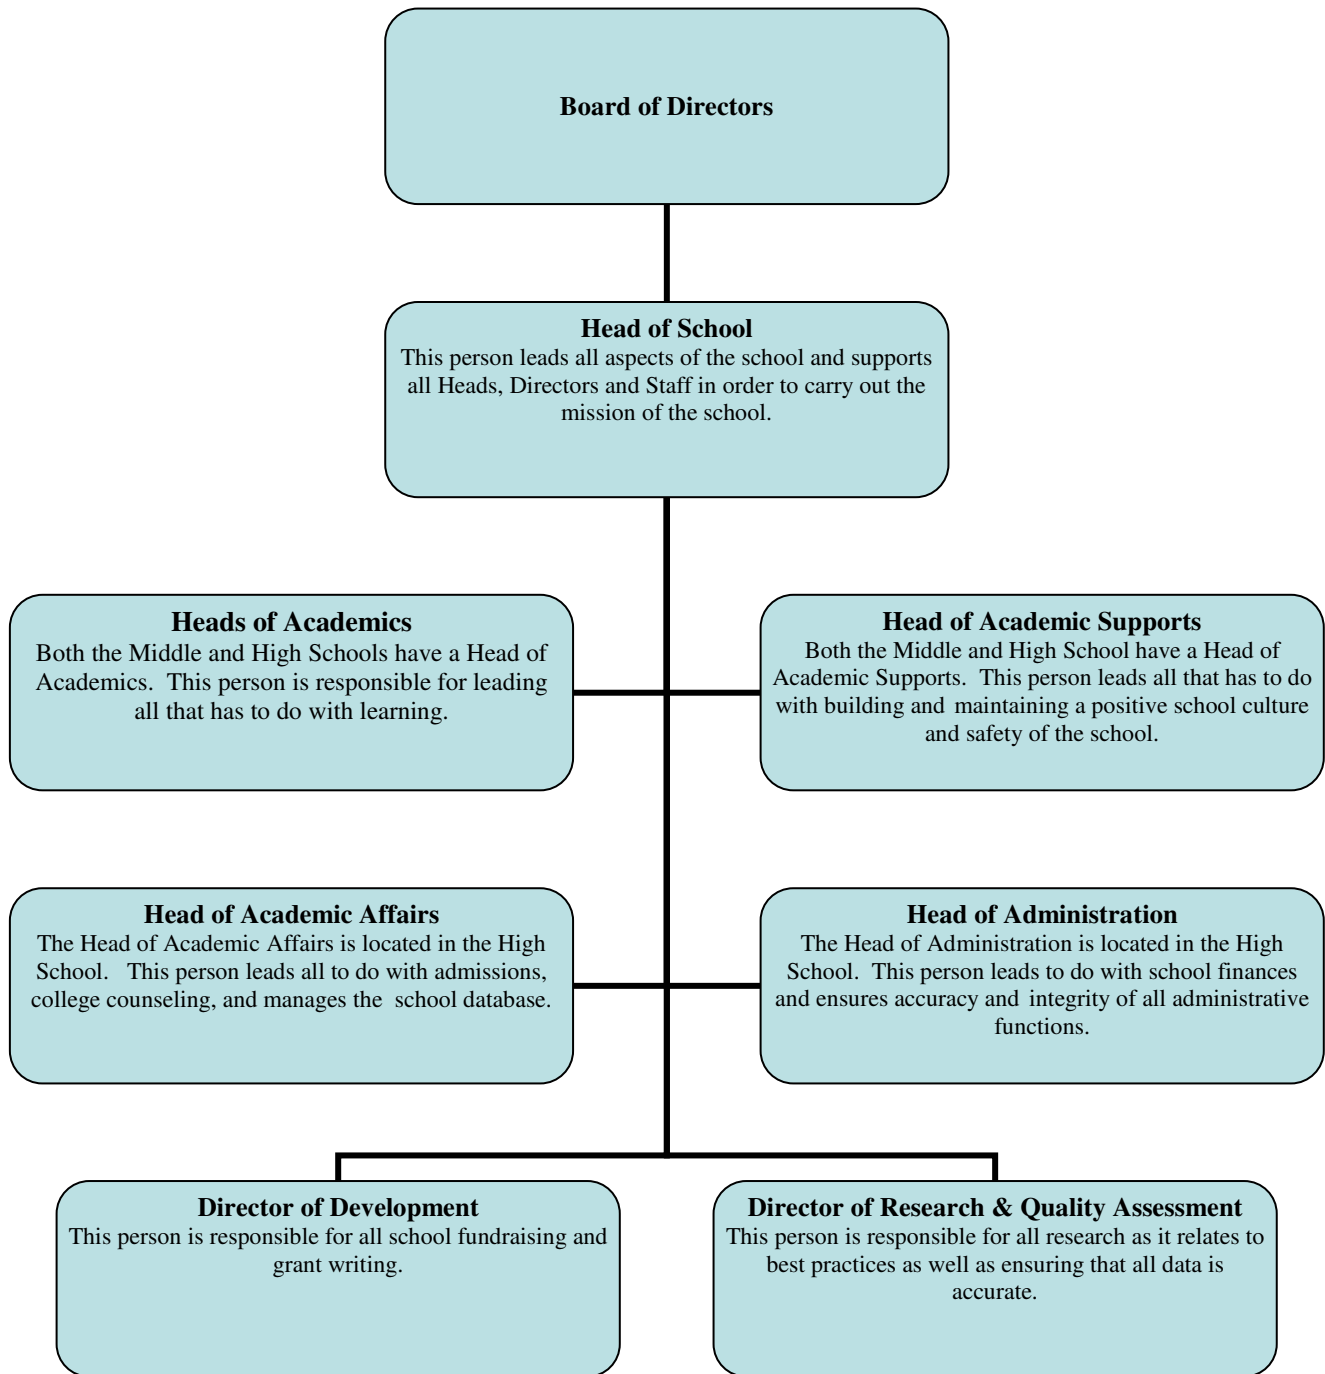 Board of Directors
Head of School
This person leads all aspects of the school and supports
all Heads, Directors and Staff in order to carry out the
mission of the school.
Heads of Academics
Both the Middle and High Schools have a Head of
Academics.  This person is responsible for leading
all that has to do with learning.
Head of Academic Supports
Both the Middle and High School have a Head of
Academic Supports.  This person leads all that has to do
with building and maintaining a positive school culture
and safety of the school.
Head of Academic Affairs
The Head of Academic Affairs is located in the High
School.   This person leads all to do with admissions,
college counseling, and manages the  school database.
Head of Administration
The Head of Administration is located in the High
School.  This person leads to do with school finances
and ensures accuracy and  integrity of all administrative
functions.
Director of Development
This person is responsible for all school fundraising and
grant writing.
Director of Research & Quality Assessment
This person is responsible for all research as it relates to
best practices as well as ensuring that all data is
accurate.